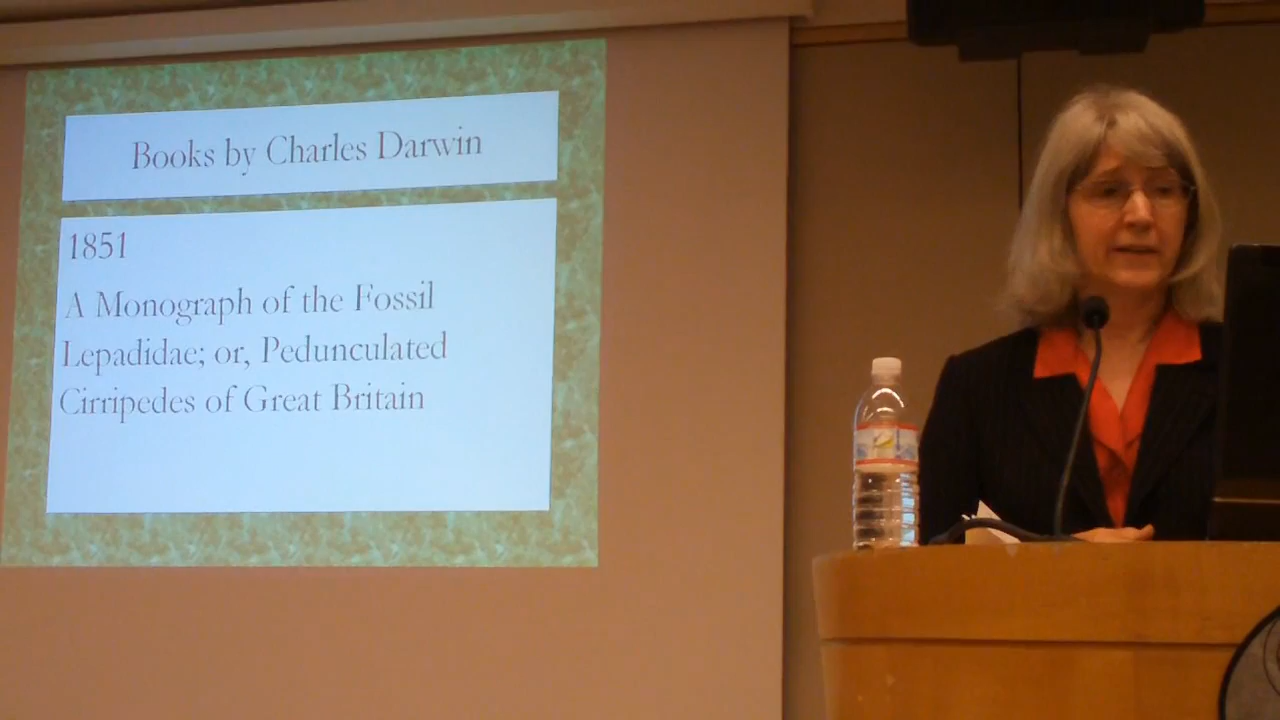 Books by Charles Darwin
1851
A Monograph of the Fossil
Lepadidae; or, Pedunculated
Cirripedes of Great Britain